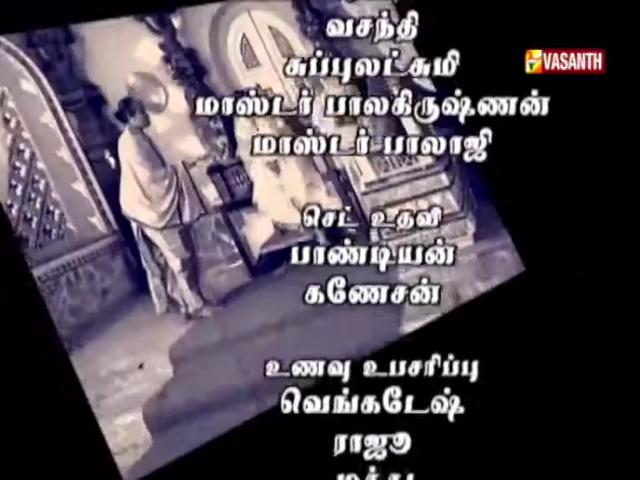 வசந்தி
சுப்புலட்சுமி
VASANTH
மாஸ்டர் பாலகிருஷ்ணன்
மாஸ்டர் பாலாஜி
செட் உதவி
பாண்டியன்
கணேசன்
உணவு உபசரிப்பு
வெங்கடேஷ்
ராஜூ